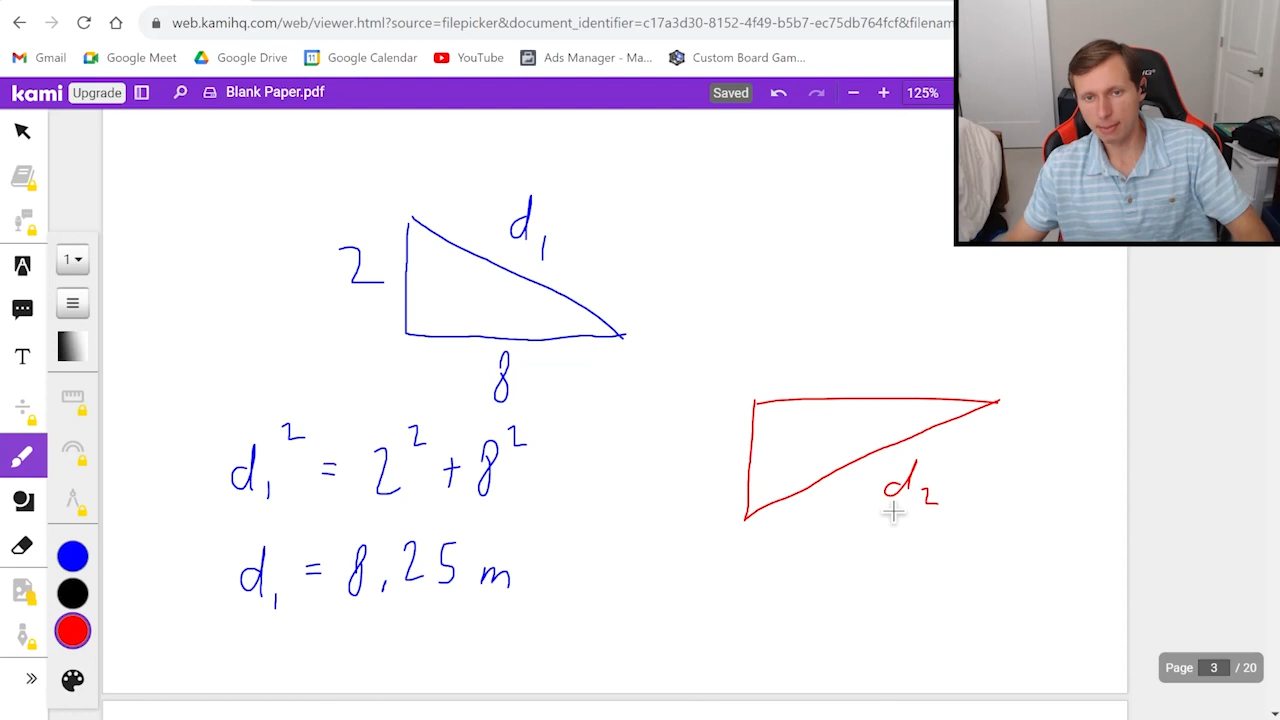 web.kamihq.com/web/viewer.html?source=filepicker&document_identifier=c17a3d30-8152-4f49-b5b7-ec75db764fcf&filenam
Gmail Google Meet Google Drive Google Calendar YouTube Ads Manager - Ma... Custom Board Gam...
kami Upgrade Blank Paper.pdf Saved 125%
1
T
d₁
2
8
d₁² = 2² + 8²
d₁ = 8.25 m
d₂
Page 3 / 20